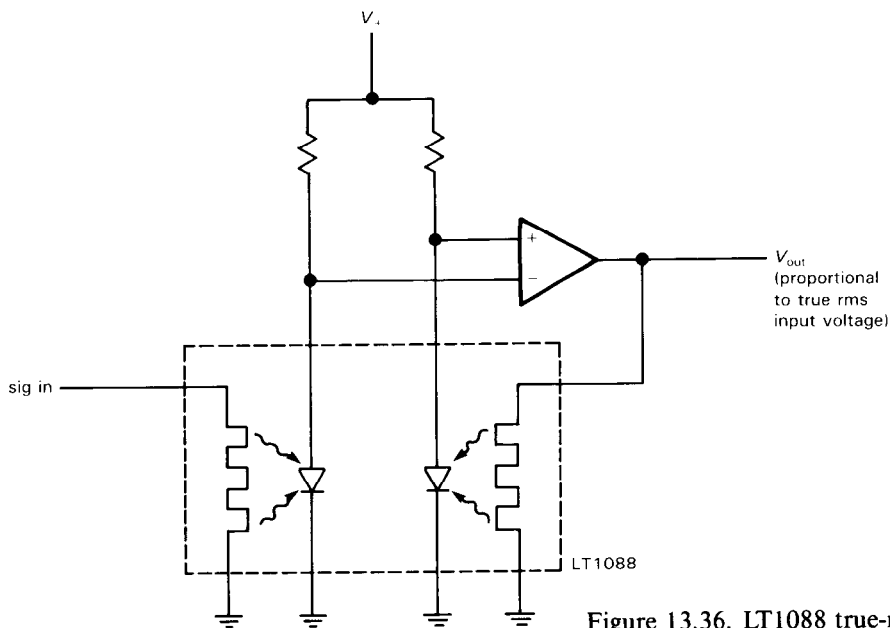 V+
+
−
Vout
(proportional
to true rms
input voltage)
sig in
LT1088
Figure 13.36. LT1088 true-r